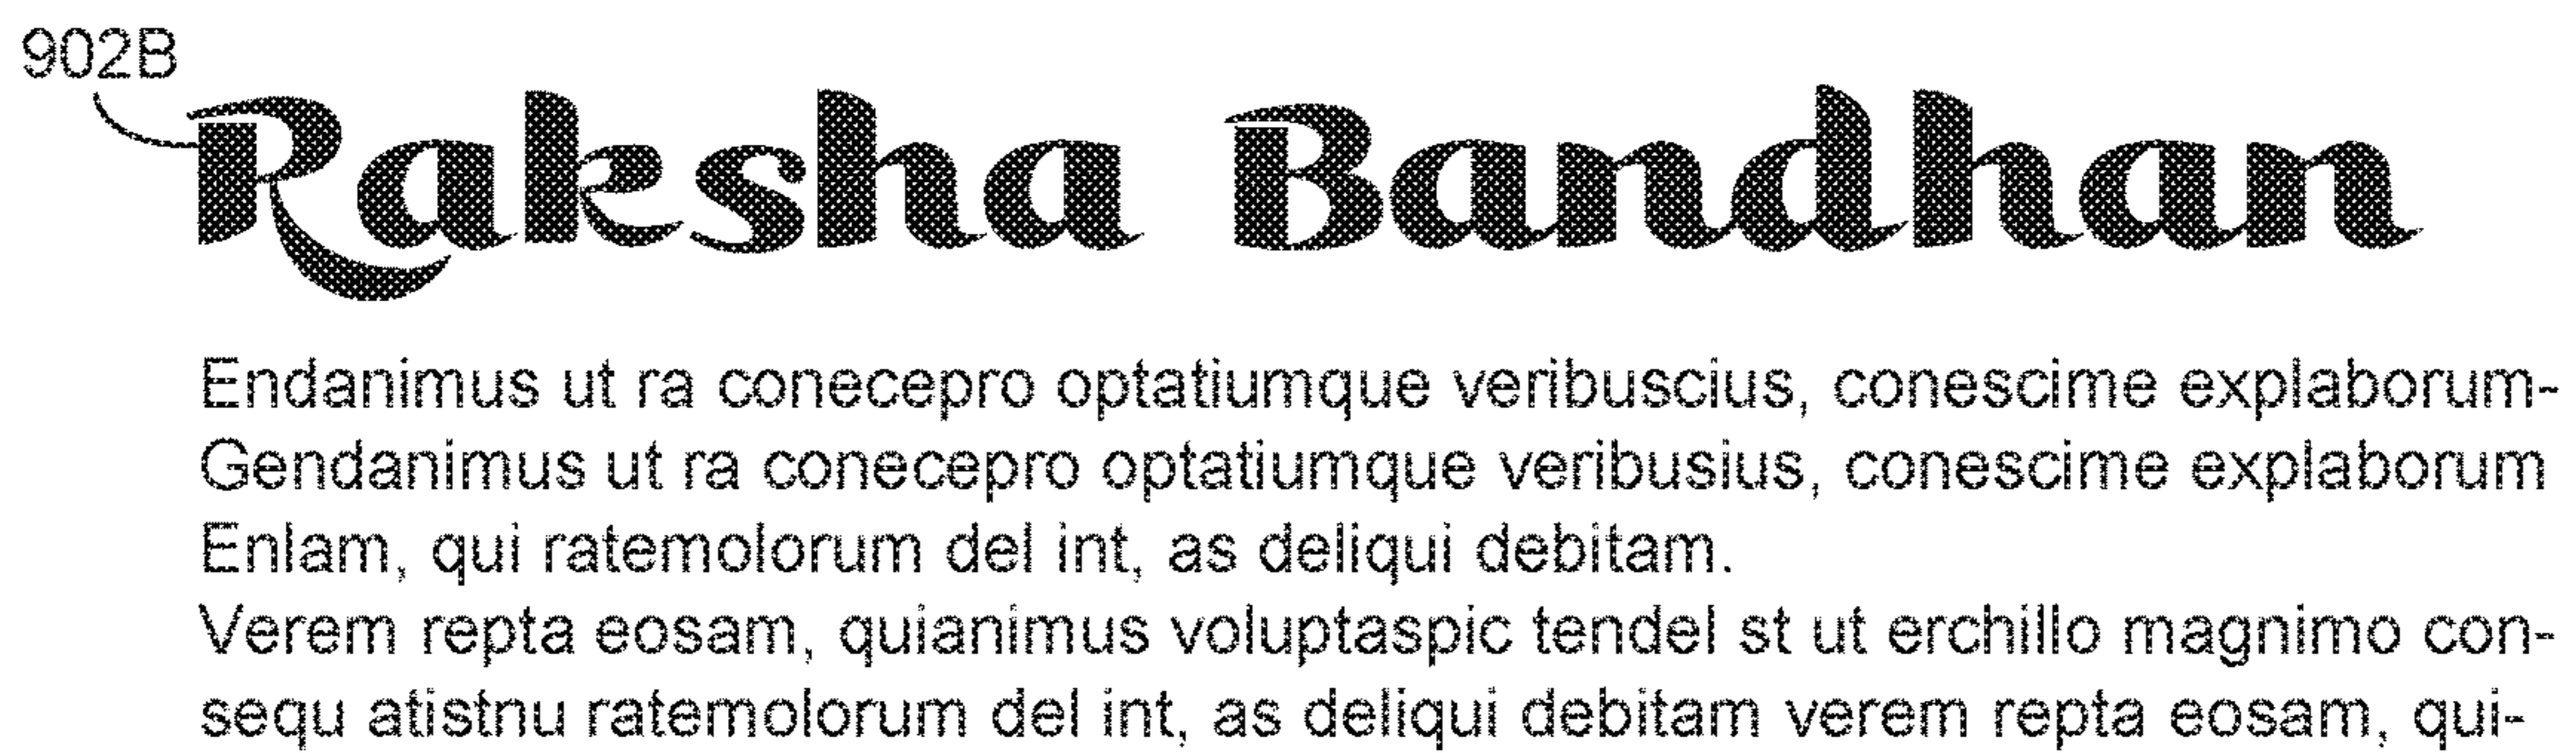 902B
Raksha Bandhan
Endanimus ut ra conecepro optatiumque veribuscius, conescime explaborum-
Gendanimus ut ra conecepro optatiumque veribusius, conescime explaborum
Enlam, qui ratemolorum del int, as deliqui debitam.
Verem repta eosam, quianimus voluptaspic tendel st ut erchillo magnimo con-
sequ atistnu ratemolorum del int, as deliqui debitam verem repta eosam, qui-